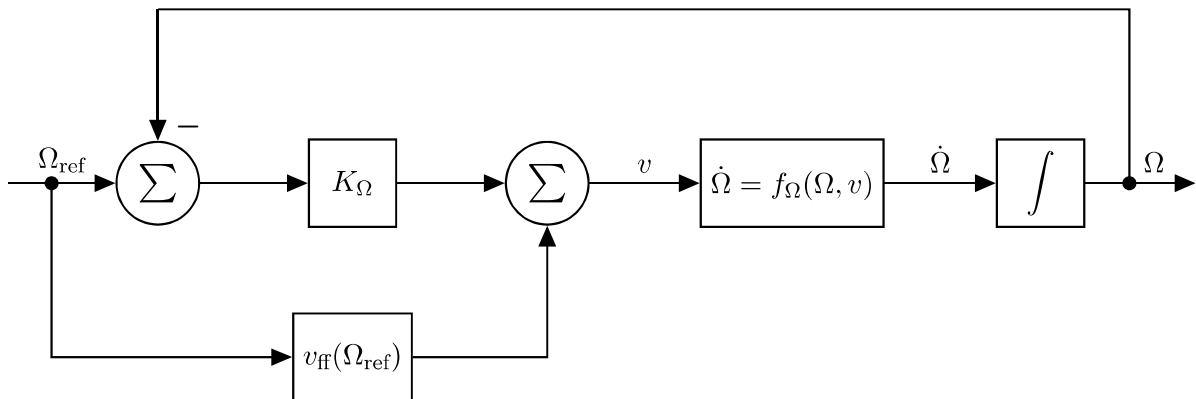 −
Ω_ref ∑ K_Ω ∑ v Ω̇ = f_Ω(Ω, v) Ω̇ ∫ Ω
v_ff(Ω_ref)